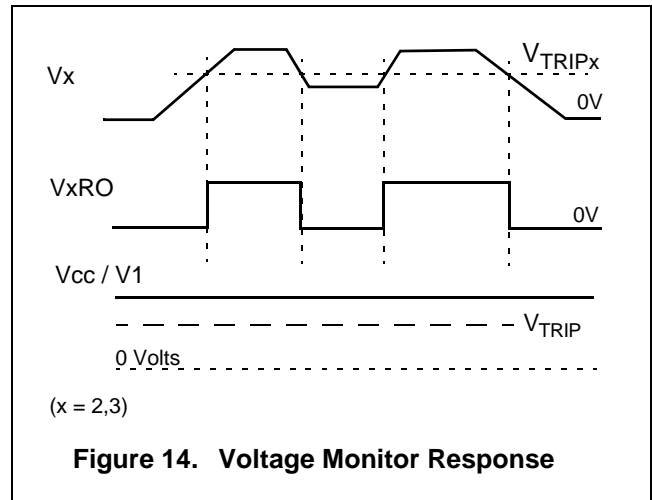 Vx
VTRIPx
0V
VxRO
0V
Vcc / V1
VTRIP
0 Volts
(x = 2,3)
Figure 14. Voltage Monitor Response